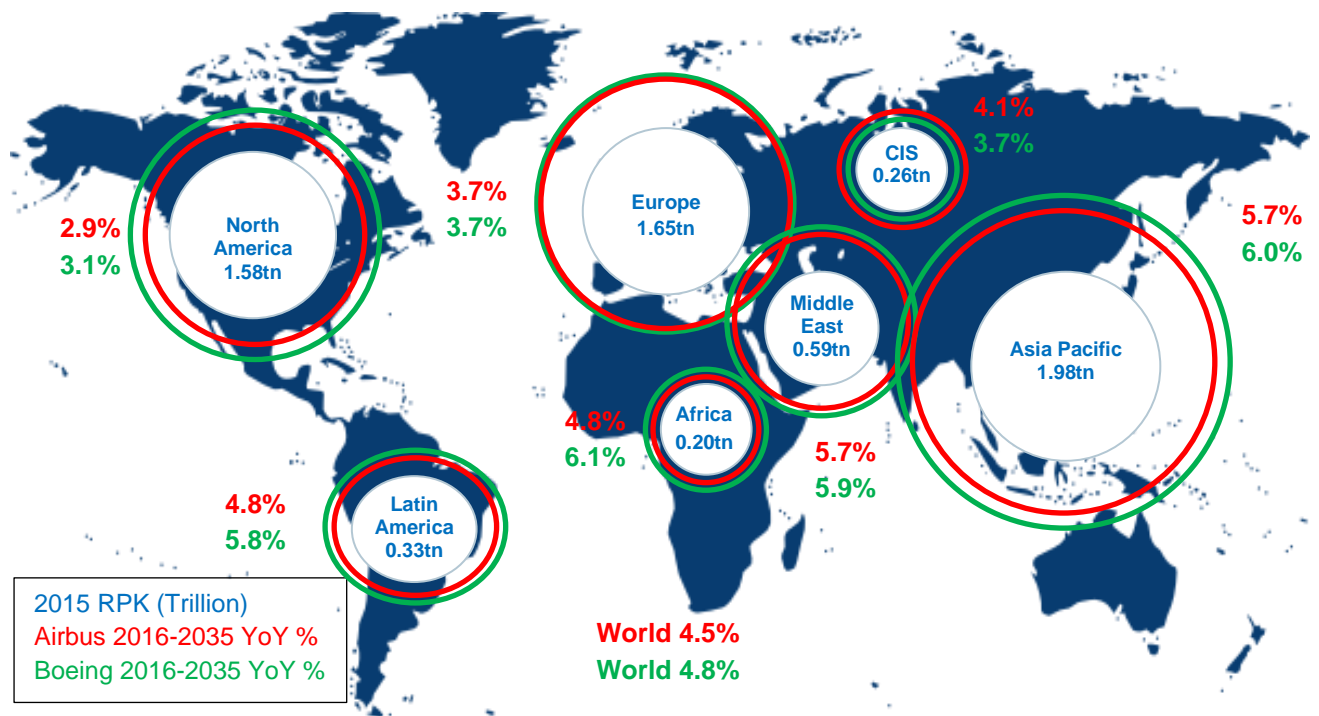 4.1%
3.7%
CIS
0.26tn
3.7%
3.7%
Europe
1.65tn
5.7%
6.0%
2.9%
3.1%
North
America
1.58tn
Middle
East
0.59tn
Asia Pacific
1.98tn
4.8%
6.1%
Africa
0.20tn
5.7%
5.9%
4.8%
5.8%
Latin
America
0.33tn
2015 RPK (Trillion)
Airbus 2016-2035 YoY %
Boeing 2016-2035 YoY %
World 4.5%
World 4.8%